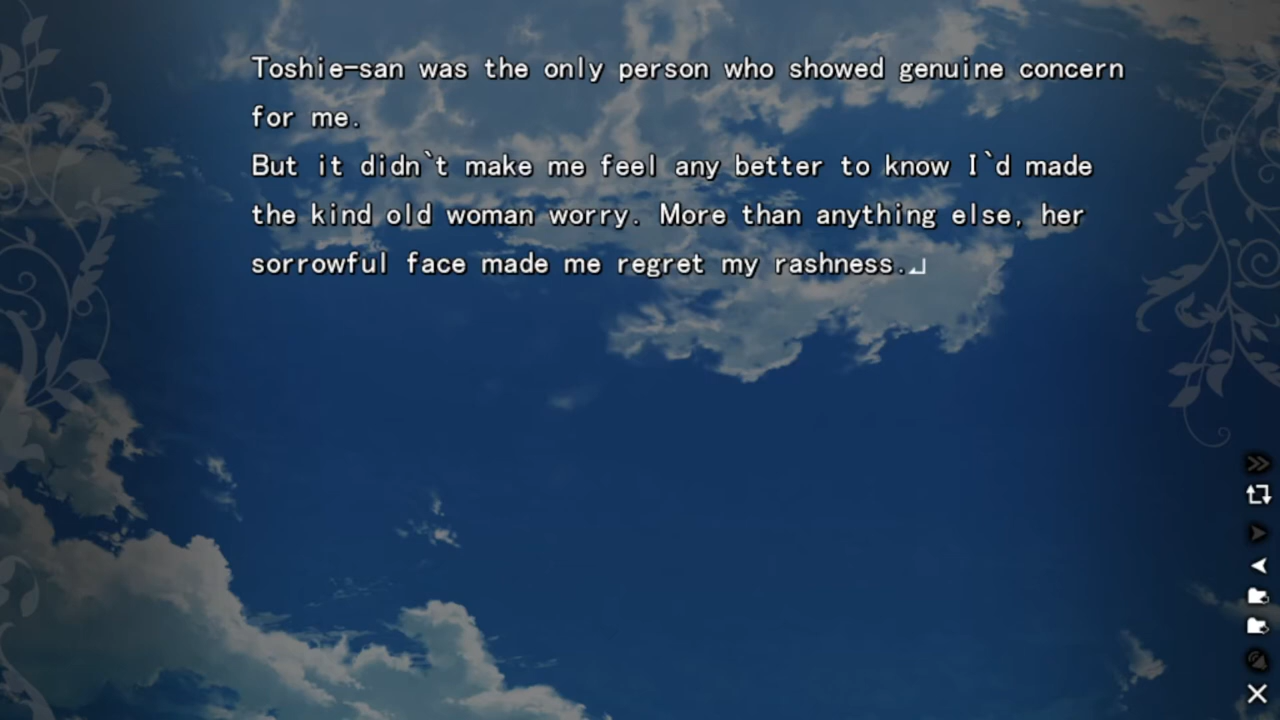 Toshie-san was the only person who showed genuine concern
for me.
But it didn`t make me feel any better to know I`d made
the kind old woman worry. More than anything else, her
sorrowful face made me regret my rashness.